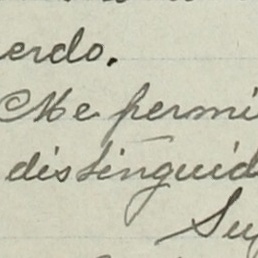 erdo.
Me permi
distinguid
Su